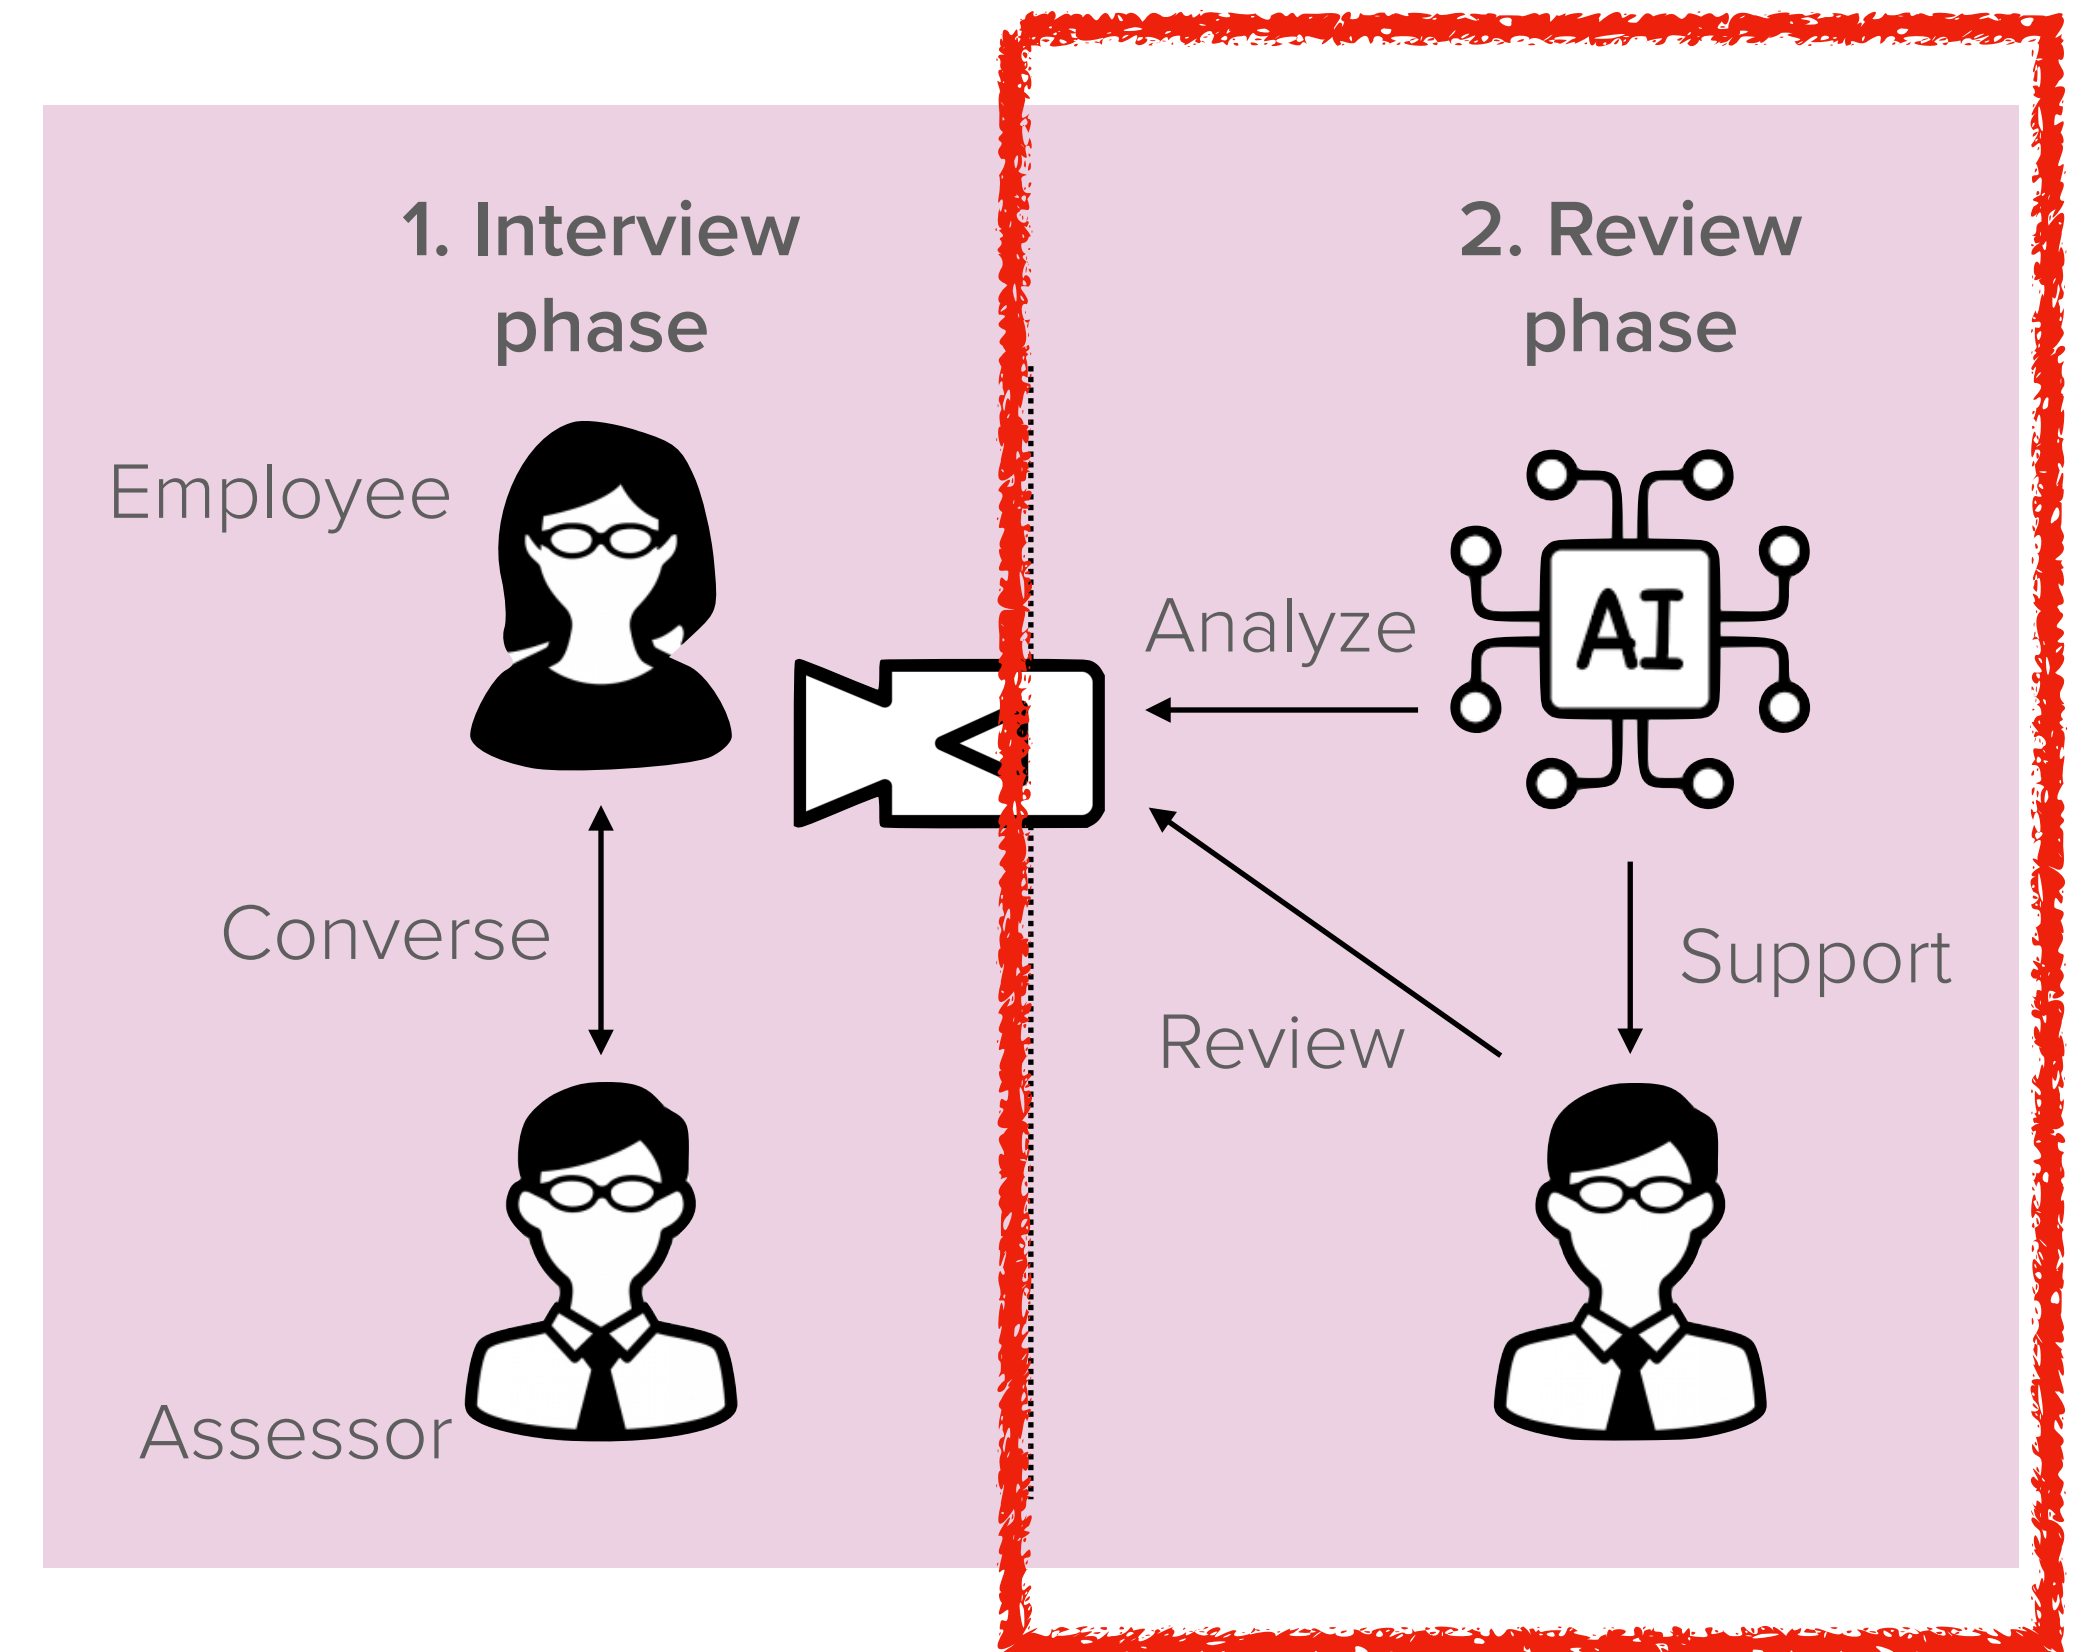 1. Interview
phase
Employee
Converse
Assessor
2. Review
phase
Analyze
AI
Support
Review